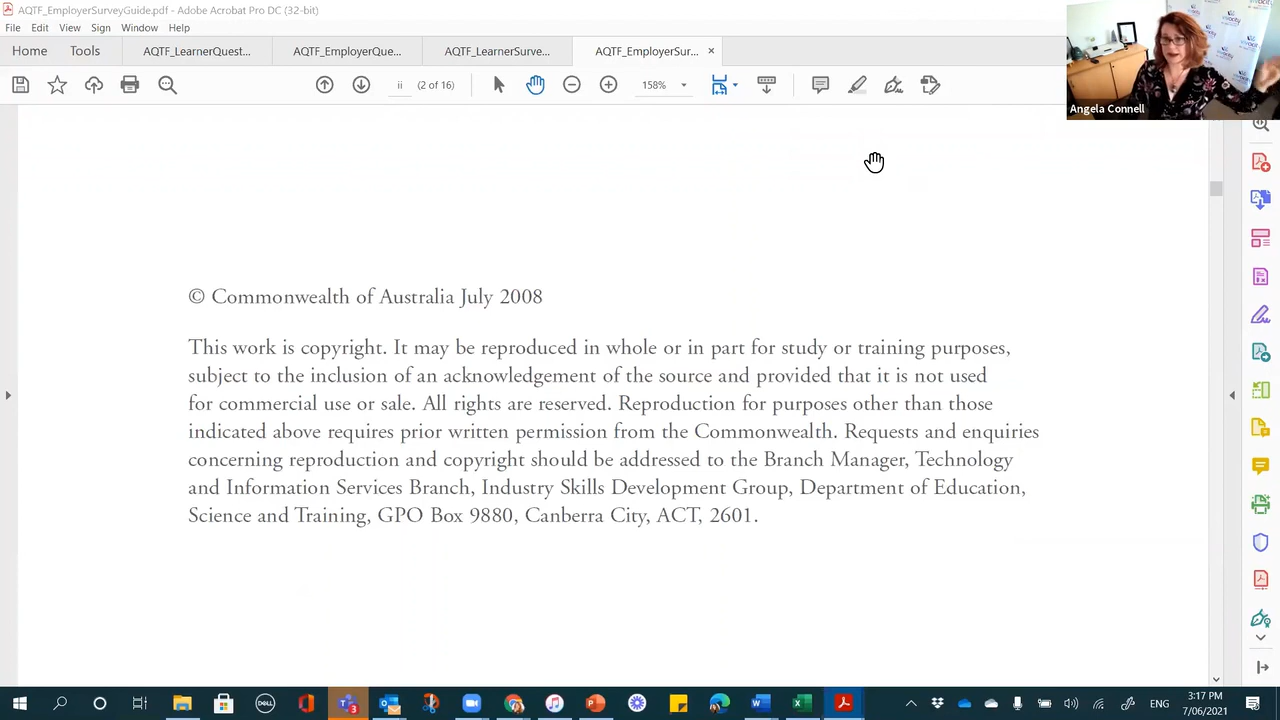 AQTF_EmployerSurveyGuide.pdf - Adobe Acrobat Pro DC (32-bit)
File Edit View Sign Window Help
Home Tools AQTF_LearnerQuest... AQTF_EmployerQue... AQTF_LearnerSurve... AQTF_EmployerSur... ×
ii (2 of 16) 158%
Angela Connell
© Commonwealth of Australia July 2008
This work is copyright. It may be reproduced in whole or in part for study or training purposes,
subject to the inclusion of an acknowledgement of the source and provided that it is not used
for commercial use or sale. All rights are reserved. Reproduction for purposes other than those
indicated above requires prior written permission from the Commonwealth. Requests and enquiries
concerning reproduction and copyright should be addressed to the Branch Manager, Technology
and Information Services Branch, Industry Skills Development Group, Department of Education,
Science and Training, GPO Box 9880, Canberra City, ACT, 2601.
ENG
3:17 PM
7/06/2021